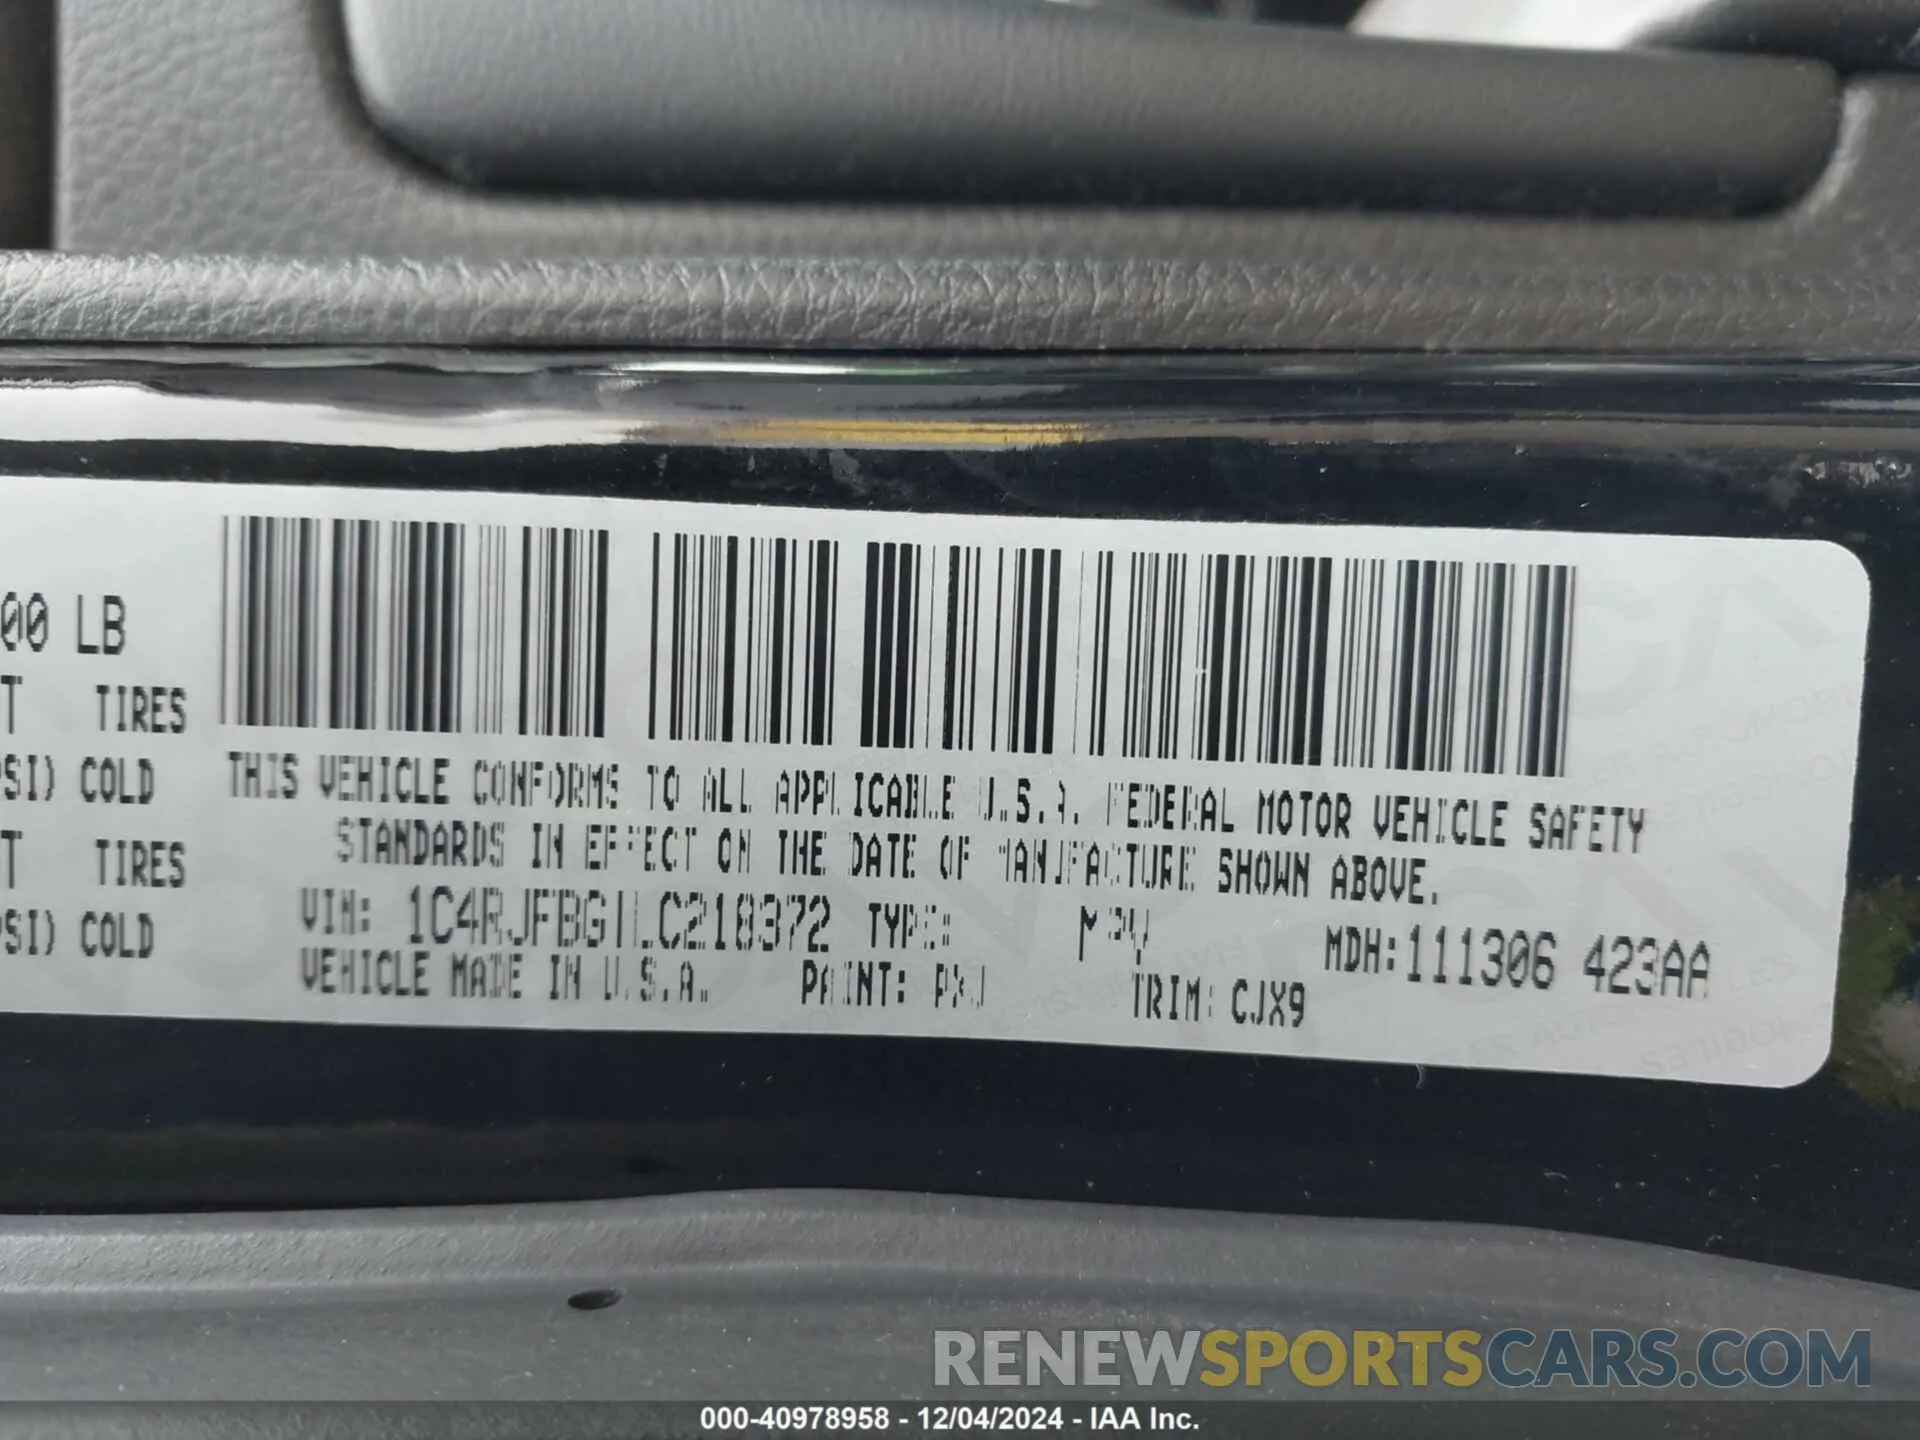 00 LB
T TIRES
SI) COLD
T TIRES
SI) COLD
THIS VEHICLE CONFORMS TO ALL APPLICABLE U.S.A. FEDERAL MOTOR VEHICLE SAFETY
STANDARDS IN EFFECT ON THE DATE OF MANUFACTURE SHOWN ABOVE.
VIN: 1C4RJFBG1LC218372 TYPE: MPV MDH:111306 423AA
VEHICLE MADE IN U.S.A. PAINT: PXJ TRIM: CJX9
RENEWSPORTSCARS.COM
000-40978958 - 12/04/2024 - IAA Inc.